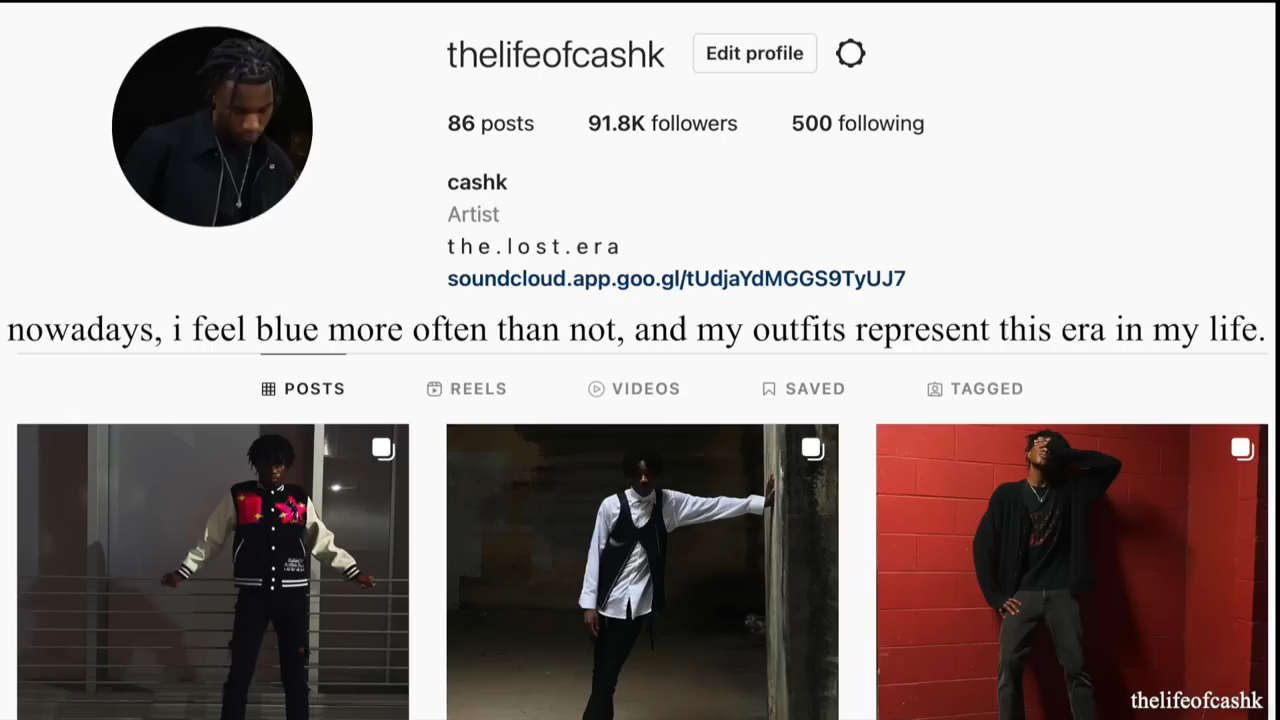 thelifeofcashk Edit profile
86 posts 91.8K followers 500 following
cashk
Artist
t h e . l o s t . e r a
soundcloud.app.goo.gl/tUdjaYdMGGS9TyUJ7
nowadays, i feel blue more often than not, and my outfits represent this era in my life.
POSTS REELS VIDEOS SAVED TAGGED
thelifeofcashk